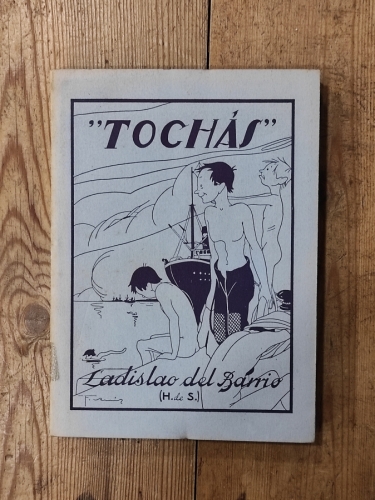 "TOCHÁS"
Ladislao del Barrio
(H. de S.)